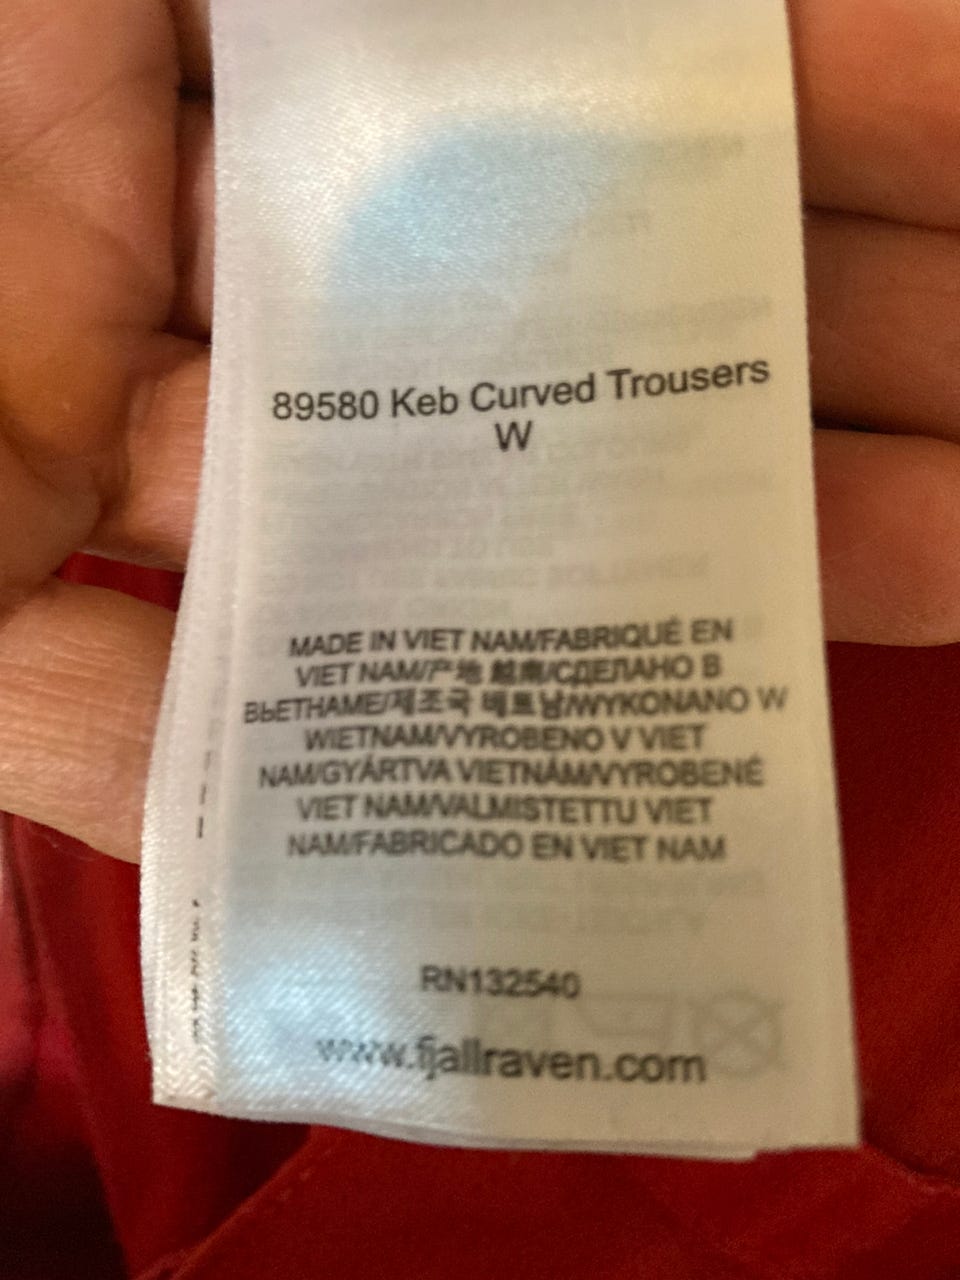 89580 Keb Curved Trousers
W
MADE IN VIET NAM/FABRIQUÉ EN
VIET NAM/产地 越南/СДЕЛАНО В
ВЬЕТНАМЕ/제조국 베트남/WYKONANO W
WIETNAM/VYROBENO V VIET
NAM/GYÁRTVA VIETNÁM/VYROBENÉ
VIET NAM/VALMISTETTU VIET
NAM/FABRICADO EN VIET NAM
RN132540
www.fjallraven.com